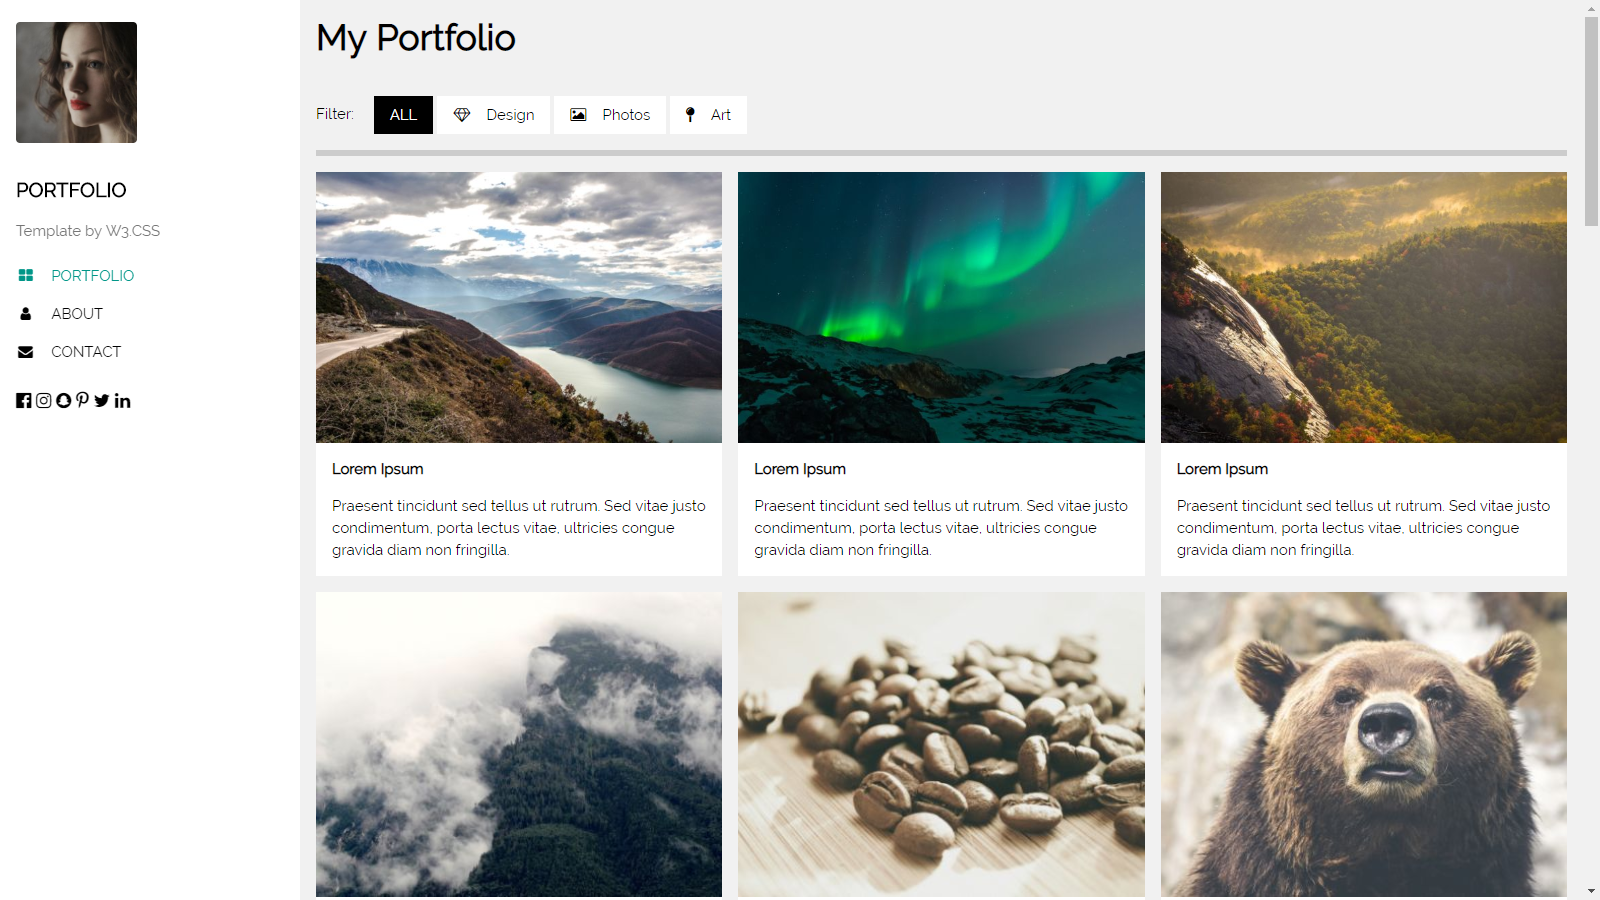 PORTFOLIO
Template by W3.CSS
PORTFOLIO
ABOUT
CONTACT
My Portfolio
Filter:
ALL
Design
Photos
Art
Lorem Ipsum
Praesent tincidunt sed tellus ut rutrum. Sed vitae justo
condimentum, porta lectus vitae, ultricies congue
gravida diam non fringilla.
Lorem Ipsum
Praesent tincidunt sed tellus ut rutrum. Sed vitae justo
condimentum, porta lectus vitae, ultricies congue
gravida diam non fringilla.
Lorem Ipsum
Praesent tincidunt sed tellus ut rutrum. Sed vitae justo
condimentum, porta lectus vitae, ultricies congue
gravida diam non fringilla.